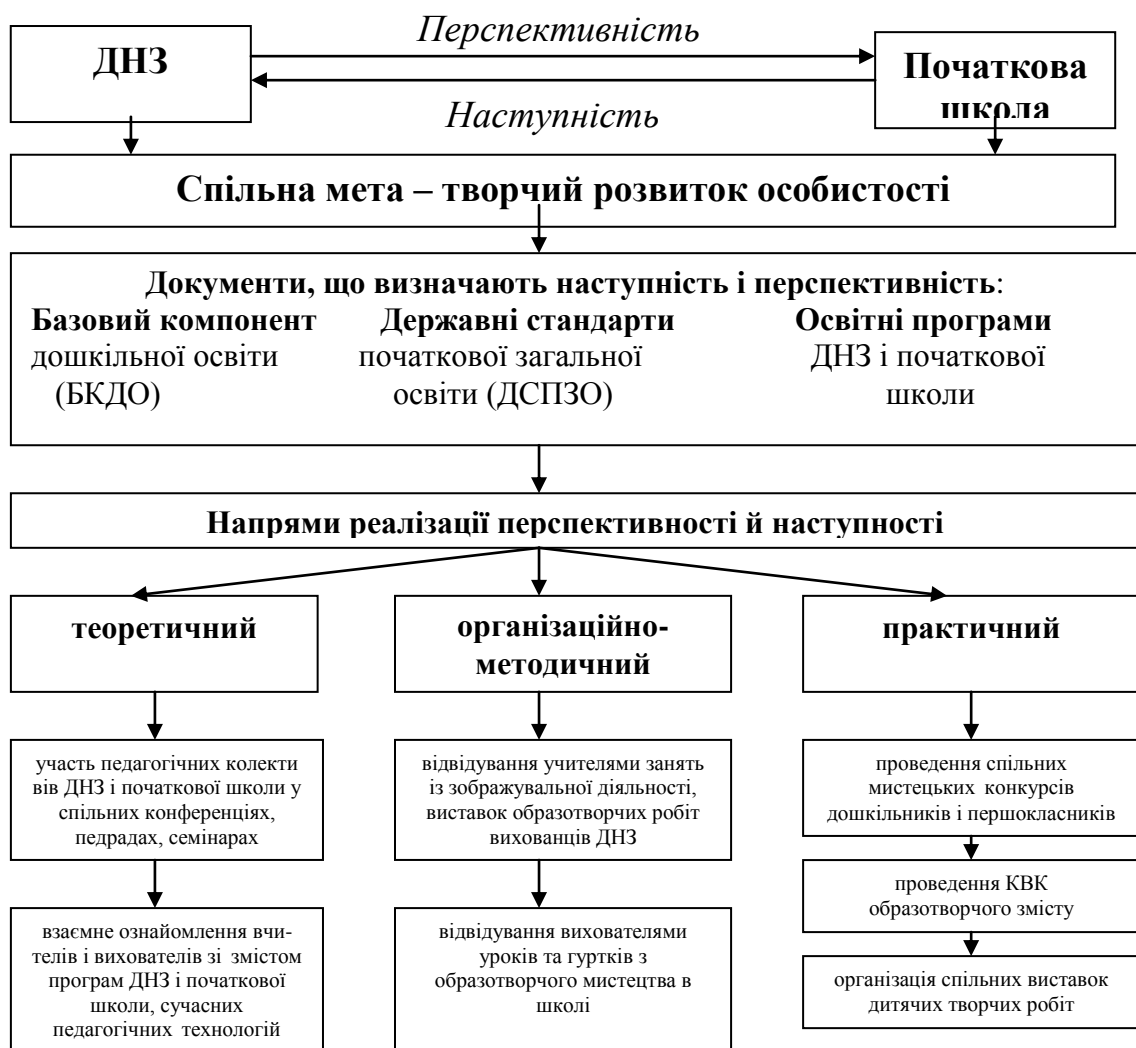 Перспективність
ДНЗ
Початкова
школа
Наступність
Спільна мета – творчий розвиток особистості
Документи, що визначають наступність і перспективність:
Базовий компонент
дошкільної освіти
(БКДО)
Державні стандарти
початкової загальної
освіти (ДСПЗО)
Освітні програми
ДНЗ і початкової
школи
Напрями реалізації перспективності й наступності
теоретичний
організаційно-
методичний
практичний
участь педагогічних колекти
вів ДНЗ і початкової школи у
спільних конференціях,
педрадах, семінарах
відвідування учителями занять
із зображувальної діяльності,
виставок образотворчих робіт
вихованців ДНЗ
проведення спільних
мистецьких конкурсів
дошкільників і першокласників
проведення КВК
образотворчого змісту
взаємне ознайомлення вчи-
телів і вихователів зі змістом
програм ДНЗ і початкової
школи, сучасних
педагогічних технологій
відвідування вихователями
уроків та гуртків з
образотворчого мистецтва в
школі
організація спільних виставок
дитячих творчих робіт